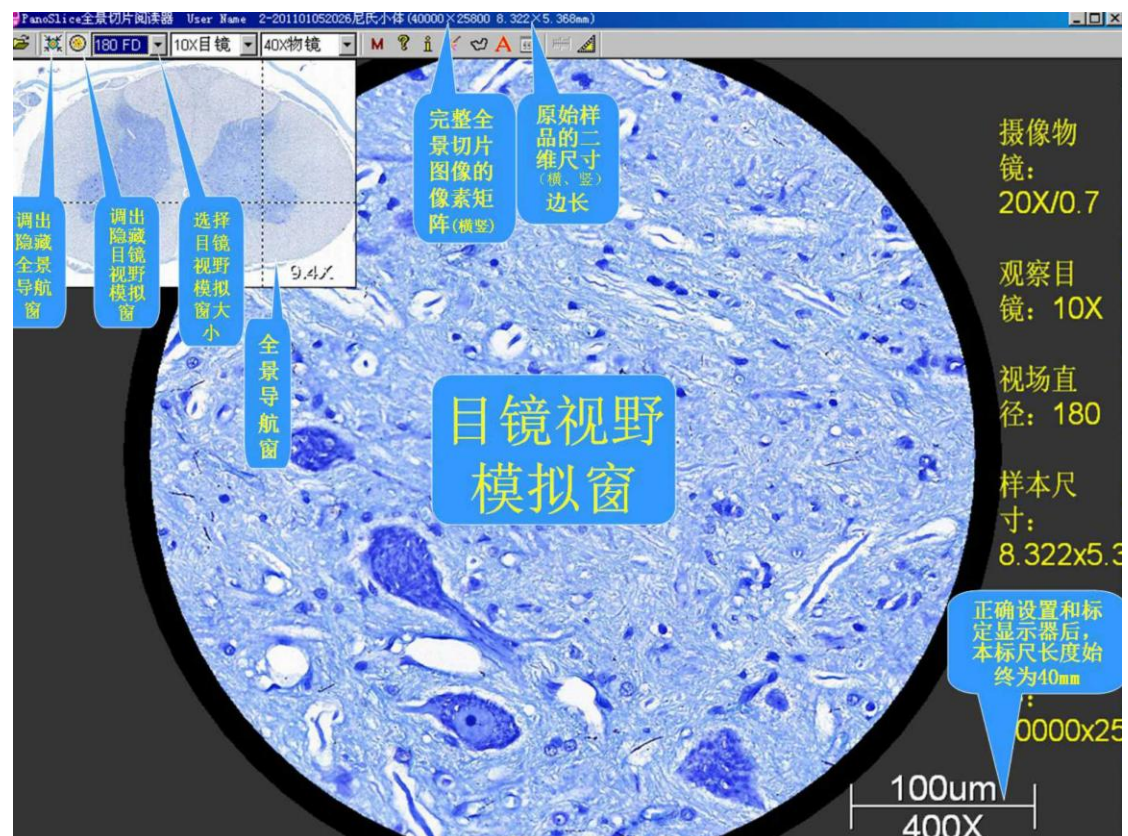 PanoSlice全景切片阅读器 User Name 2-201101052026尼氏小体(40000×25800 8.322×5.368mm)
180 FD 10X目镜 40X物镜 M ? i A
完整全
景切片
图像的
像素矩
阵(横竖)
原始样
品的二
维尺寸
(横、竖)
边长
摄像物
镜:
20X/0.7
观察目
镜: 10X
视场直
径: 180
样本尺
寸:
8.322x5.3
调出
隐藏
全景
导航
窗
调出
隐藏
目镜
视野
模拟
窗
选择
目镜
视野
模拟
窗大
小
9.4X
全
景
导
航
窗
目镜视野
模拟窗
正确设置和标
定显示器后,
本标尺长度始
终为40mm
:
0000x25
100um
400X